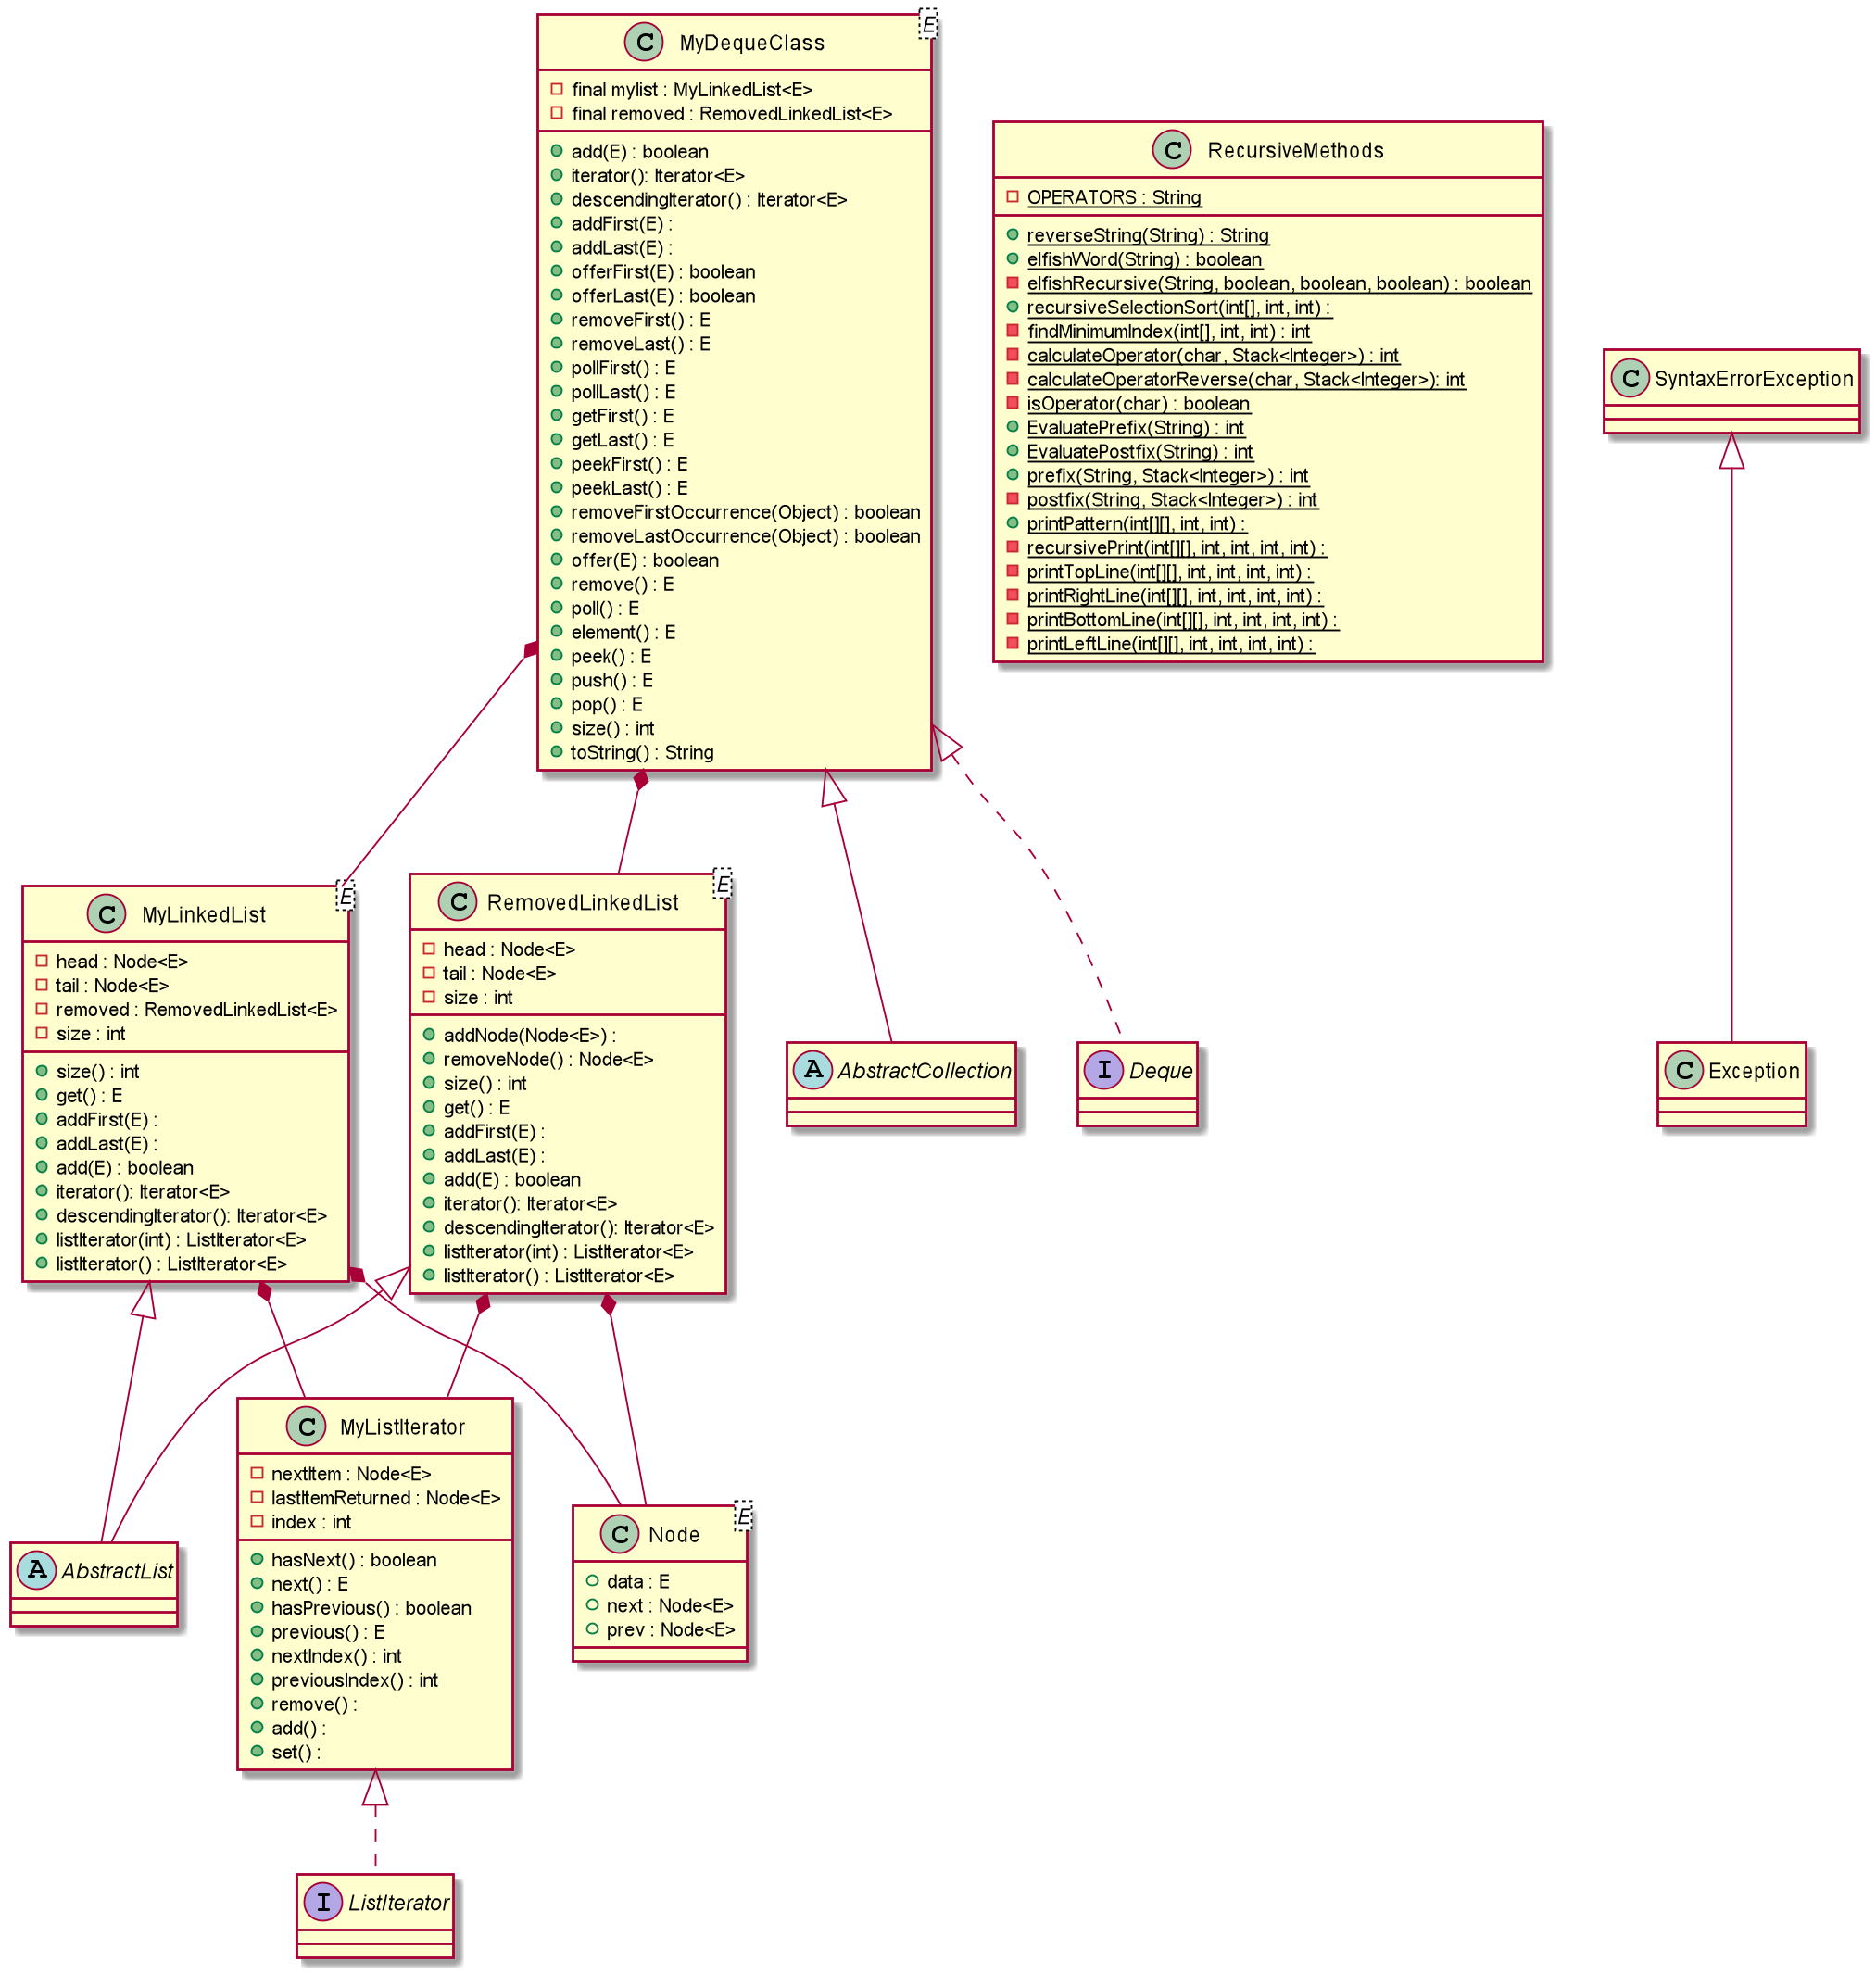 C MyDequeClass E
final mylist : MyLinkedList<E>
final removed : RemovedLinkedList<E>
add(E) : boolean
iterator(): Iterator<E>
descendingIterator() : Iterator<E>
addFirst(E) :
addLast(E) :
offerFirst(E) : boolean
offerLast(E) : boolean
removeFirst() : E
removeLast() : E
pollFirst() : E
pollLast() : E
getFirst() : E
getLast() : E
peekFirst() : E
peekLast() : E
removeFirstOccurrence(Object) : boolean
removeLastOccurrence(Object) : boolean
offer(E) : boolean
remove() : E
poll() : E
element() : E
peek() : E
push() : E
pop() : E
size() : int
toString() : String
C RecursiveMethods
OPERATORS : String
reverseString(String) : String
elfishWord(String) : boolean
elfishRecursive(String, boolean, boolean, boolean) : boolean
recursiveSelectionSort(int[], int, int) :
findMinimumIndex(int[], int, int) : int
calculateOperator(char, Stack<Integer>) : int
calculateOperatorReverse(char, Stack<Integer>): int
isOperator(char) : boolean
EvaluatePrefix(String) : int
EvaluatePostfix(String) : int
prefix(String, Stack<Integer>) : int
postfix(String, Stack<Integer>) : int
printPattern(int[][], int, int) :
recursivePrint(int[][], int, int, int, int) :
printTopLine(int[][], int, int, int, int) :
printRightLine(int[][], int, int, int, int) :
printBottomLine(int[][], int, int, int, int) :
printLeftLine(int[][], int, int, int, int) :
C SyntaxErrorException
C MyLinkedList E
head : Node<E>
tail : Node<E>
removed : RemovedLinkedList<E>
size : int
size() : int
get() : E
addFirst(E) :
addLast(E) :
add(E) : boolean
iterator(): Iterator<E>
descendingIterator(): Iterator<E>
listIterator(int) : ListIterator<E>
listIterator() : ListIterator<E>
C RemovedLinkedList E
head : Node<E>
tail : Node<E>
size : int
addNode(Node<E>) :
removeNode() : Node<E>
size() : int
get() : E
addFirst(E) :
addLast(E) :
add(E) : boolean
iterator(): Iterator<E>
descendingIterator(): Iterator<E>
listIterator(int) : ListIterator<E>
listIterator() : ListIterator<E>
A AbstractCollection
I Deque
C Exception
A AbstractList
C MyListIterator
nextItem : Node<E>
lastItemReturned : Node<E>
index : int
hasNext() : boolean
next() : E
hasPrevious() : boolean
previous() : E
nextIndex() : int
previousIndex() : int
remove() :
add() :
set() :
C Node E
data : E
next : Node<E>
prev : Node<E>
I ListIterator